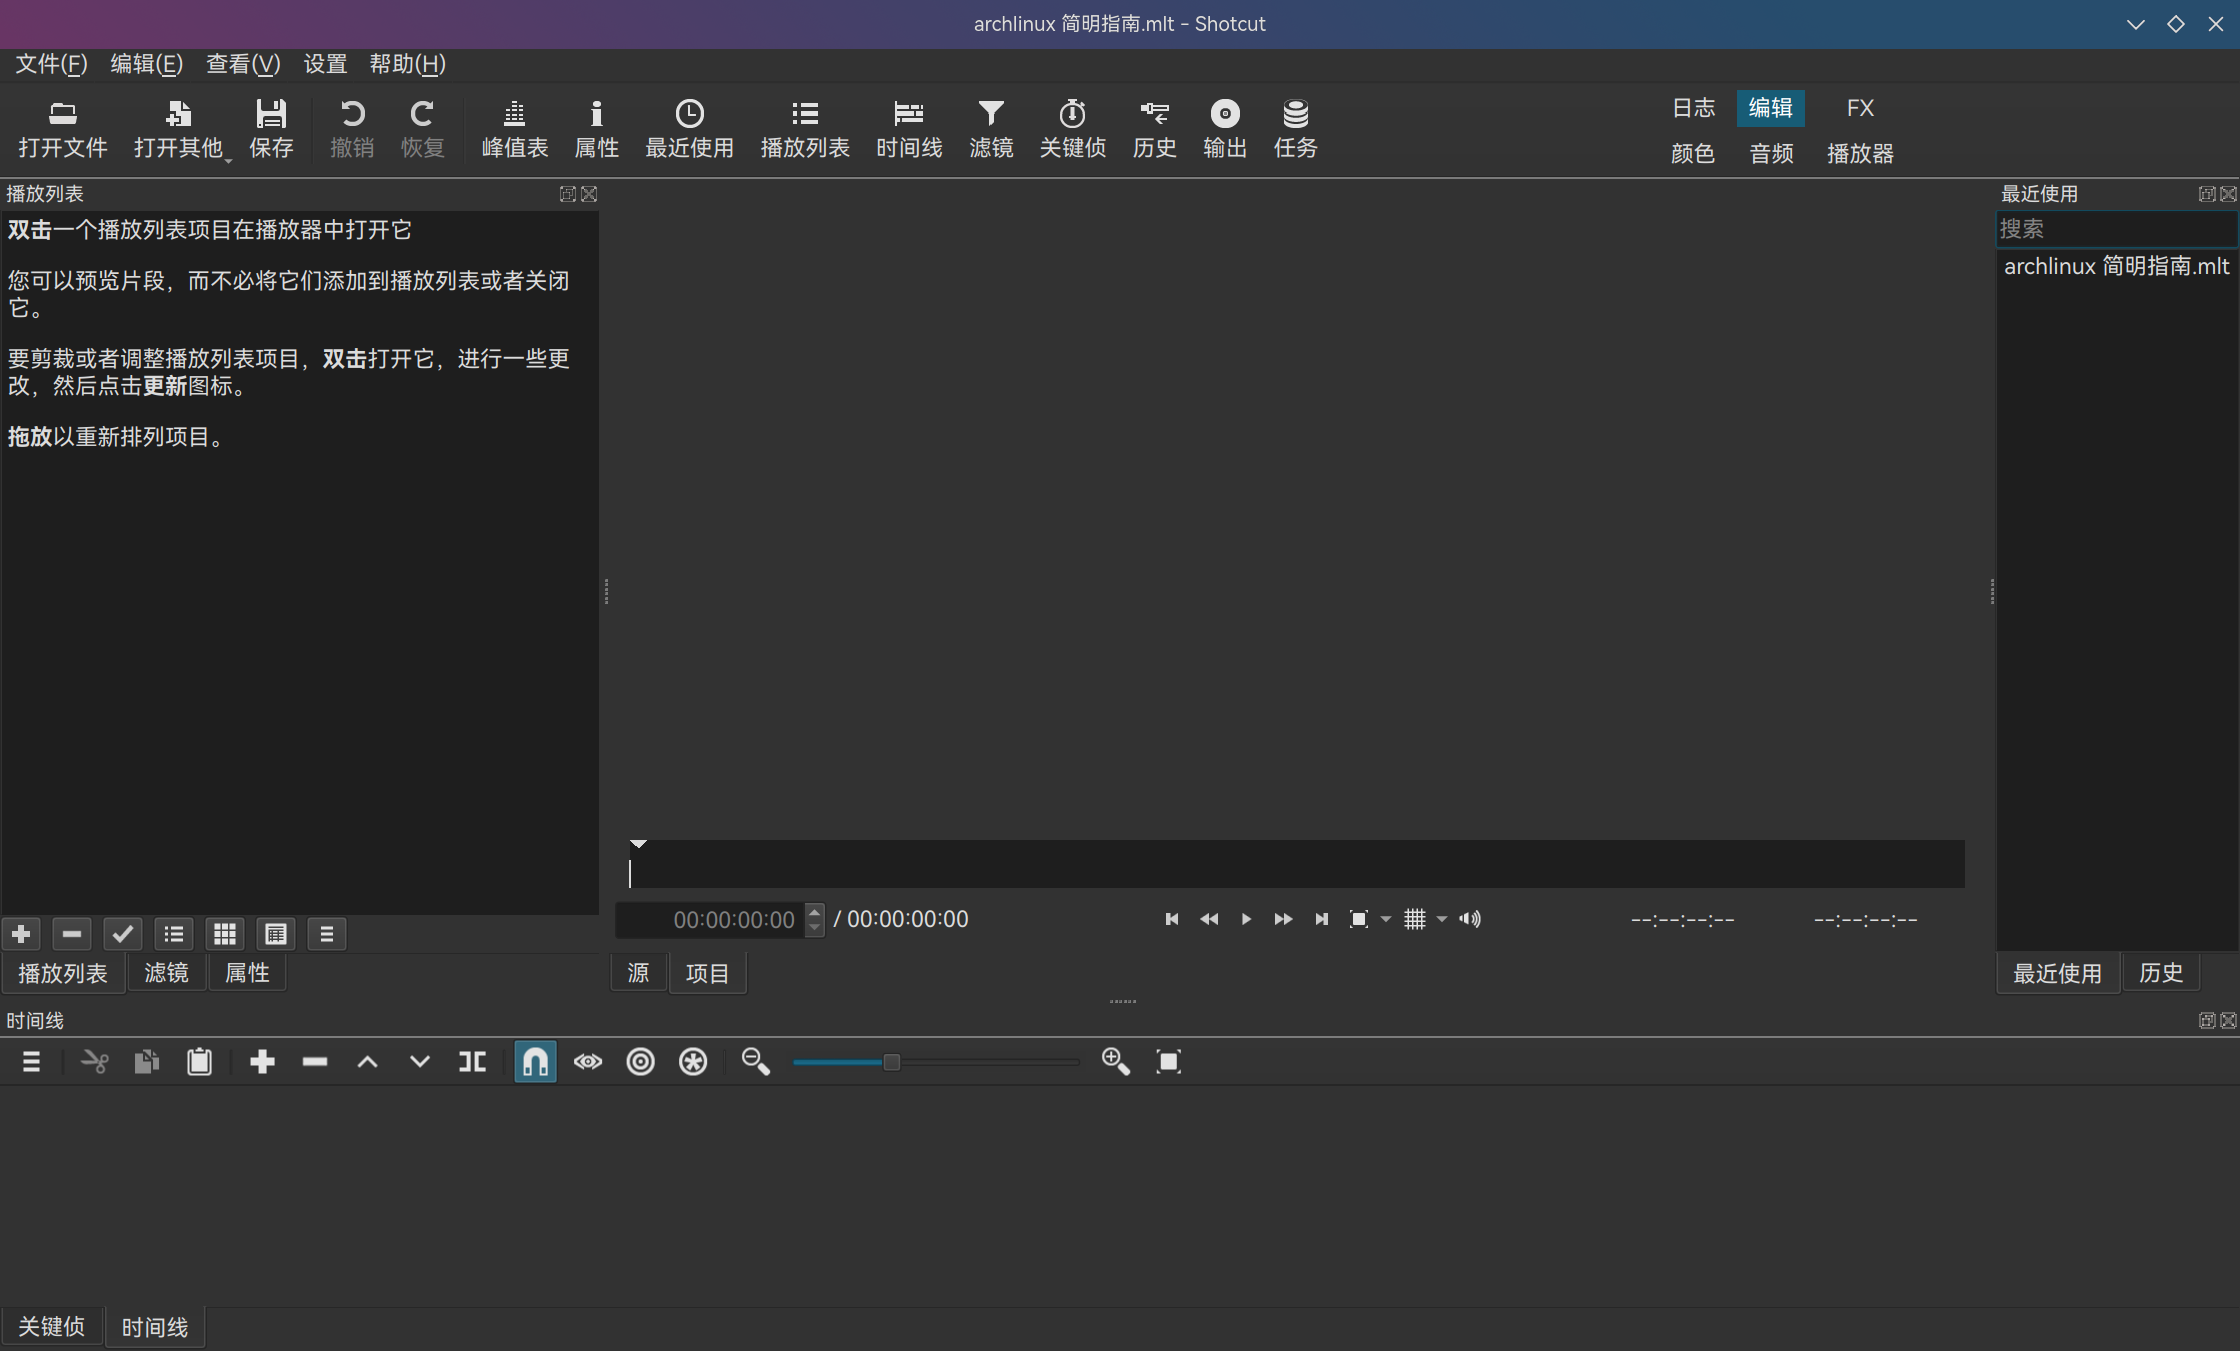 archlinux 简明指南.mlt - Shotcut
文件(F) 编辑(E) 查看(V) 设置 帮助(H)
打开文件 打开其他 保存 撤销 恢复 峰值表 属性 最近使用 播放列表 时间线 滤镜 关键侦 历史 输出 任务
日志 编辑 FX
颜色 音频 播放器
播放列表
双击一个播放列表项目在播放器中打开它
您可以预览片段，而不必将它们添加到播放列表或者关闭
它。
要剪裁或者调整播放列表项目，双击打开它，进行一些更
改，然后点击更新图标。
拖放以重新排列项目。
播放列表 滤镜 属性
00:00:00:00 / 00:00:00:00 --:--:--:-- --:--:--:--
源 项目
最近使用
搜索
archlinux 简明指南.mlt
最近使用 历史
时间线
关键侦 时间线